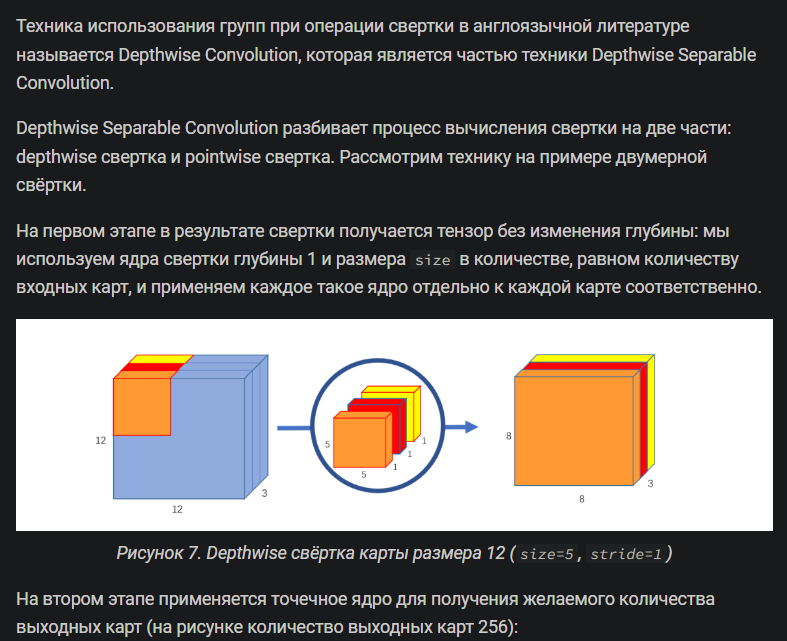 Техника использования групп при операции свертки в англоязычной литературе
называется Depthwise Convolution, которая является частью техники Depthwise Separable
Convolution.
Depthwise Separable Convolution разбивает процесс вычисления свертки на две части:
depthwise свертка и pointwise свертка. Рассмотрим технику на примере двумерной
свёртки.
На первом этапе в результате свертки получается тензор без изменения глубины: мы
используем ядра свертки глубины 1 и размера size в количестве, равном количеству
входных карт, и применяем каждое такое ядро отдельно к каждой карте соответственно.
12
12
3
5
5
1
1
1
8
8
3
Рисунок 7. Depthwise свёртка карты размера 12 ( size=5 , stride=1 )
На втором этапе применяется точечное ядро для получения желаемого количества
выходных карт (на рисунке количество выходных карт 256):